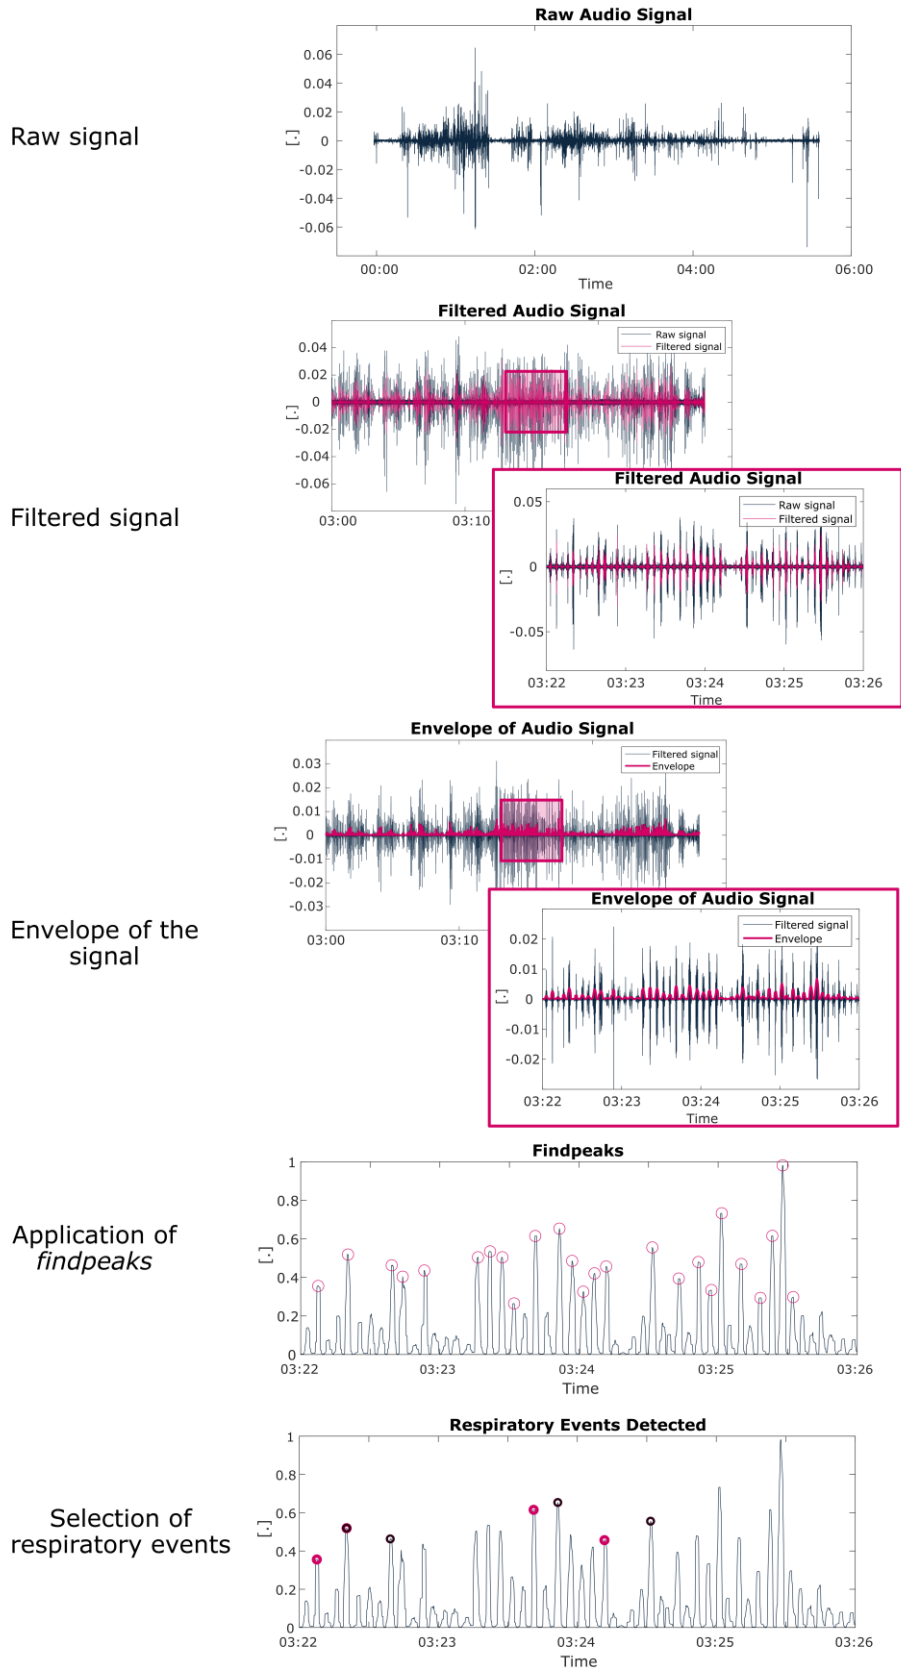 Raw Audio Signal
0.06
0.04
0.02
0
-0.02
-0.04
-0.06
[.]
00:00 02:00 04:00 06:00
Time
Raw signal
Filtered Audio Signal
Raw signal
Filtered signal
0.04
0.02
0
-0.02
-0.04
-0.06
[.]
03:00 03:10
Filtered signal
Filtered Audio Signal
Raw signal
Filtered signal
0.05
0
-0.05
[.]
03:22 03:23 03:24 03:25 03:26
Time
Envelope of Audio Signal
Filtered signal
Envelope
0.03
0.02
0.01
0
-0.01
-0.02
-0.03
[.]
03:00 03:10
Envelope of the
signal
Envelope of Audio Signal
Filtered signal
Envelope
0.02
0.01
0
-0.01
-0.02
[.]
03:22 03:23 03:24 03:25 03:26
Time
Findpeaks
1
0.8
0.6
0.4
0.2
0
[.]
03:22 03:23 03:24 03:25 03:26
Time
Application of
findpeaks
Respiratory Events Detected
1
0.8
0.6
0.4
0.2
0
[.]
03:22 03:23 03:24 03:25 03:26
Time
Selection of
respiratory events